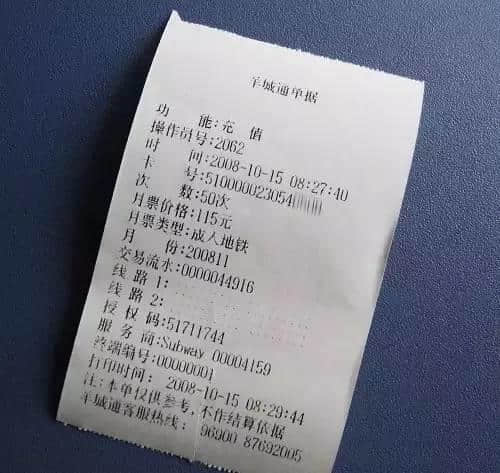 羊城通单据
功 能:充 值
操作员号:2062
时 间:2008-10-15 08:27:40
卡 号:510000023054
次 数:50次
月票价格:115元
月票类型:成人地铁
月 份:200811
交易流水:0000044916
线 路 1:
线 路 2:
授 权 码:51711744
服 务 商:Subway 00004159
终端编号:00000001
打印时间: 2008-10-15 08:29:44
注:本单仅供参考,不作结算依据
羊城通客服热线: 96900 87692005